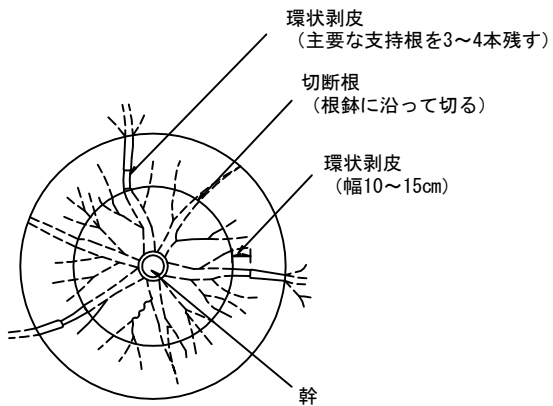 環状剥皮
（主要な支持根を3〜4本残す）
切断根
（根鉢に沿って切る）
環状剥皮
（幅10〜15㎝）
幹